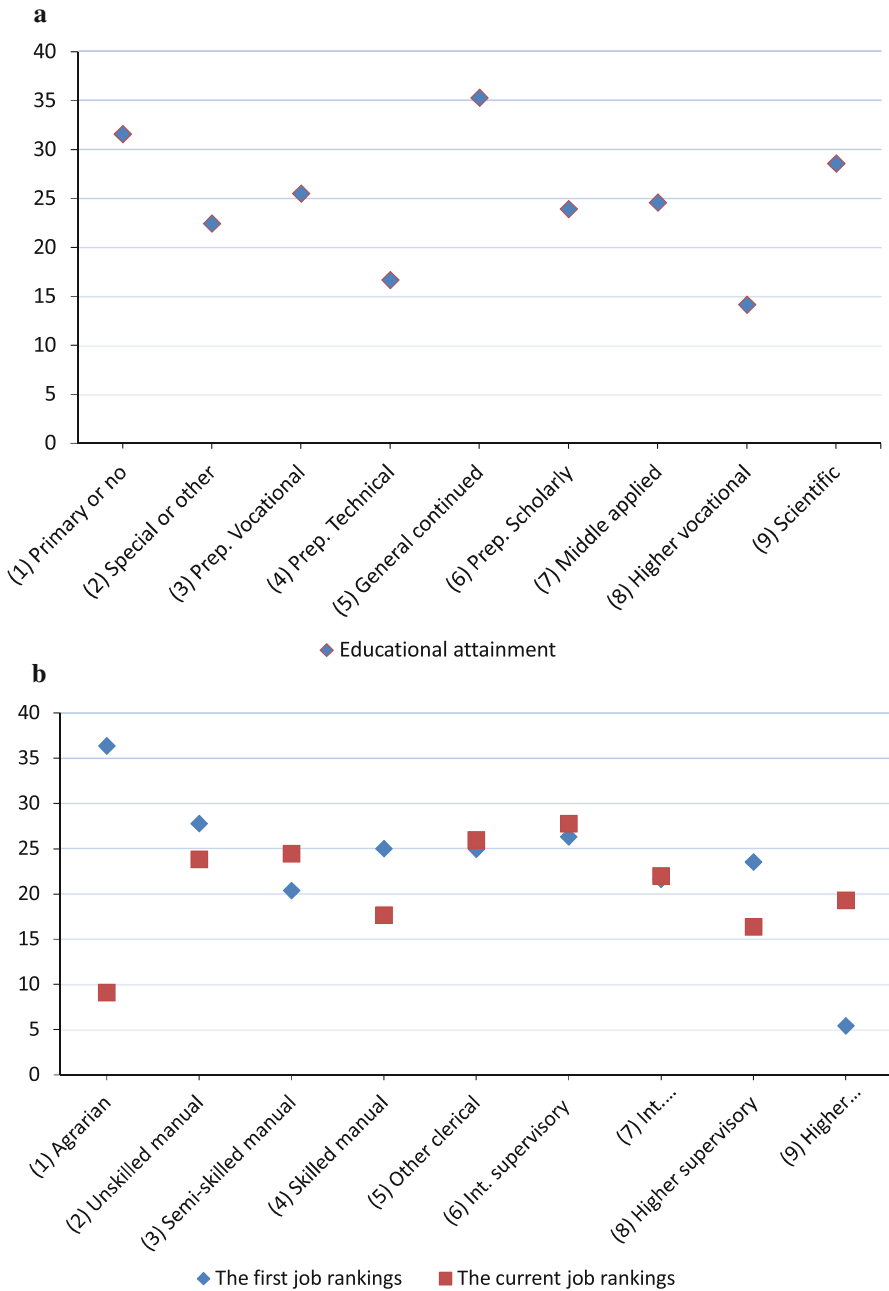 a
40
35
30
25
20
15
10
5
0
(1) Primary or no
(2) Special or other
(3) Prep. Vocational
(4) Prep. Technical
(5) General continued
(6) Prep. Scholarly
(7) Middle applied
(8) Higher vocational
(9) Scientific
Educational attainment
b
40
35
30
25
20
15
10
5
0
(1) Agrarian
(2) Unskilled manual
(3) Semi-skilled manual
(4) Skilled manual
(5) Other clerical
(6) Int. supervisory
(7) Int....
(8) Higher supervisory
(9) Higher...
The first job rankings
The current job rankings